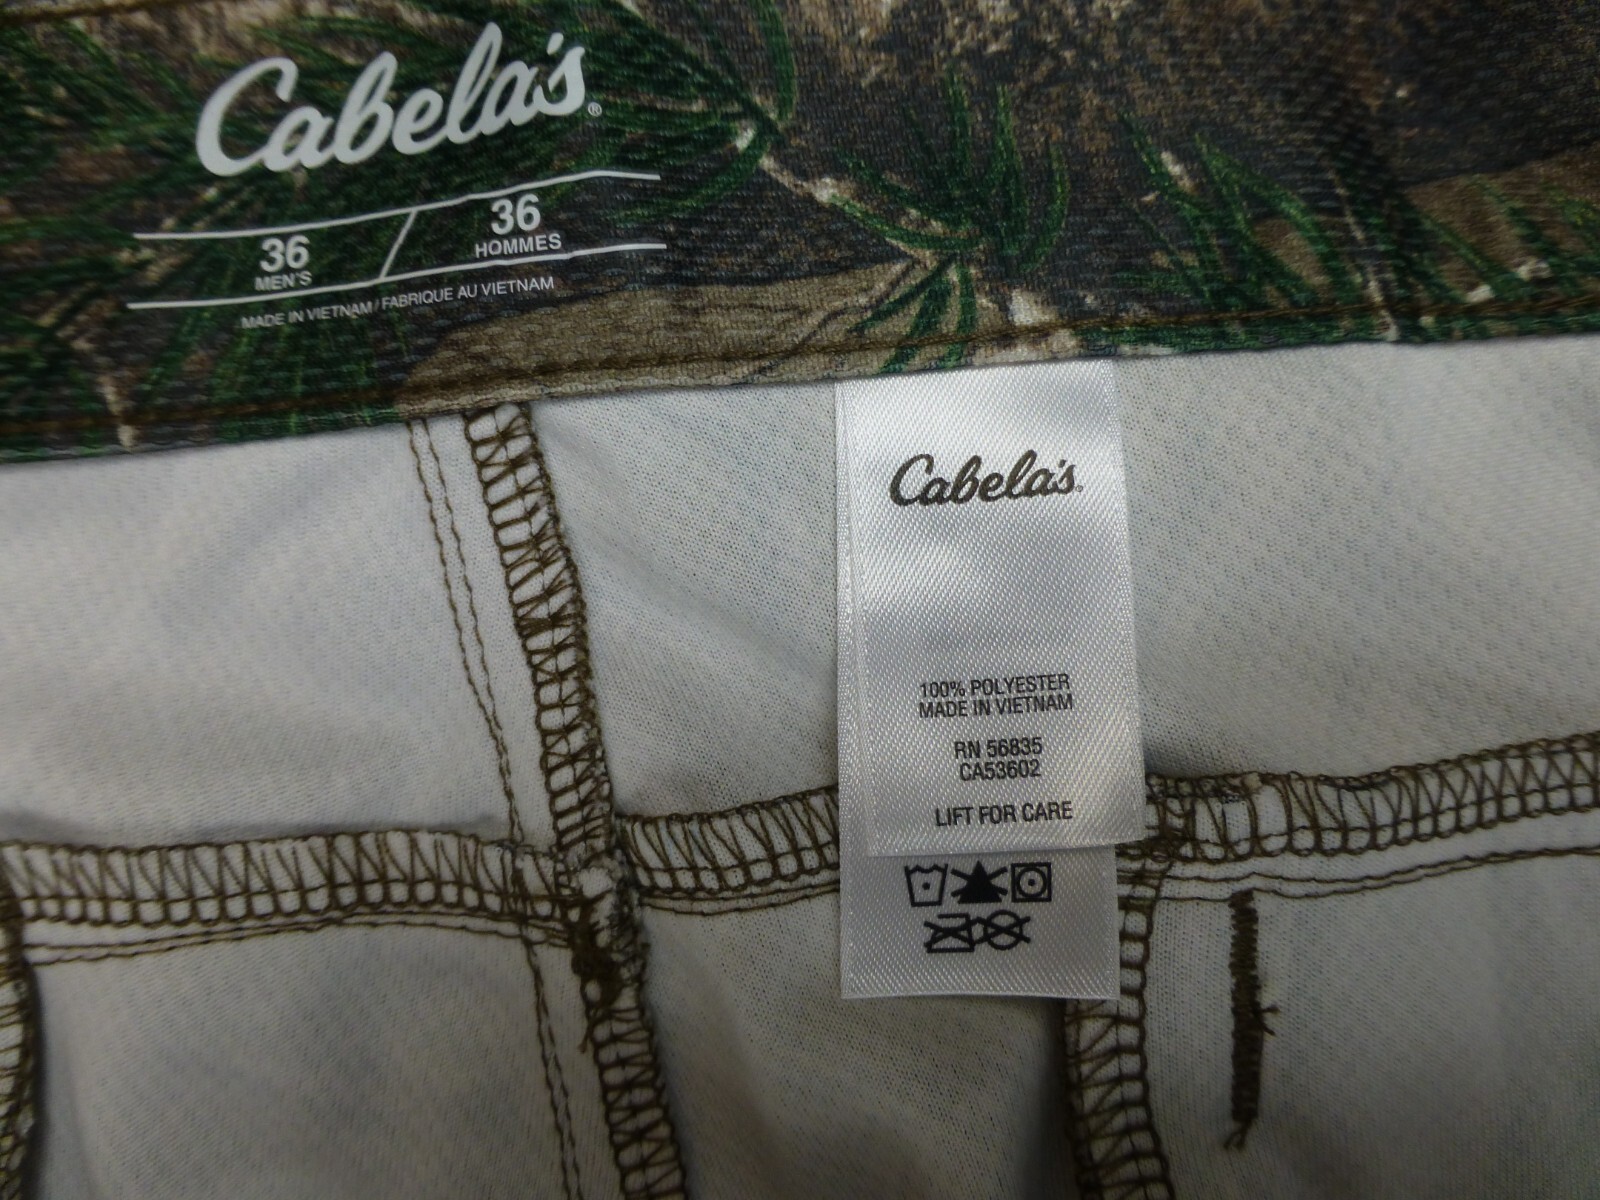 Cabela's®
36 36
MEN'S HOMMES
MADE IN VIETNAM / FABRIQUE AU VIETNAM
Cabela's
100% POLYESTER
MADE IN VIETNAM
RN 56835
CA53602
LIFT FOR CARE